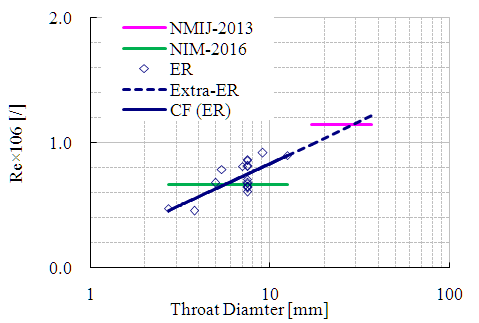 2.0
NMIJ-2013
NIM-2016
ER
Extra-ER
CF (ER)
Re×106 [/]
1.0
0.0
1
10
100
Throat Diamter [mm]